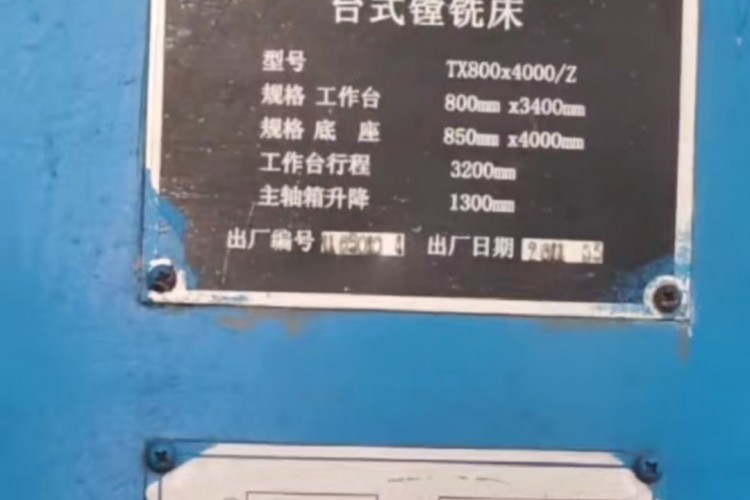 台式镗铣床
型号 TX800x4000/Z
规格 工作台 800mm x3400mm
规格 底 座 850mm x4000mm
工作台行程 3200mm
主轴箱升降 1300mm
出厂编号 出厂日期